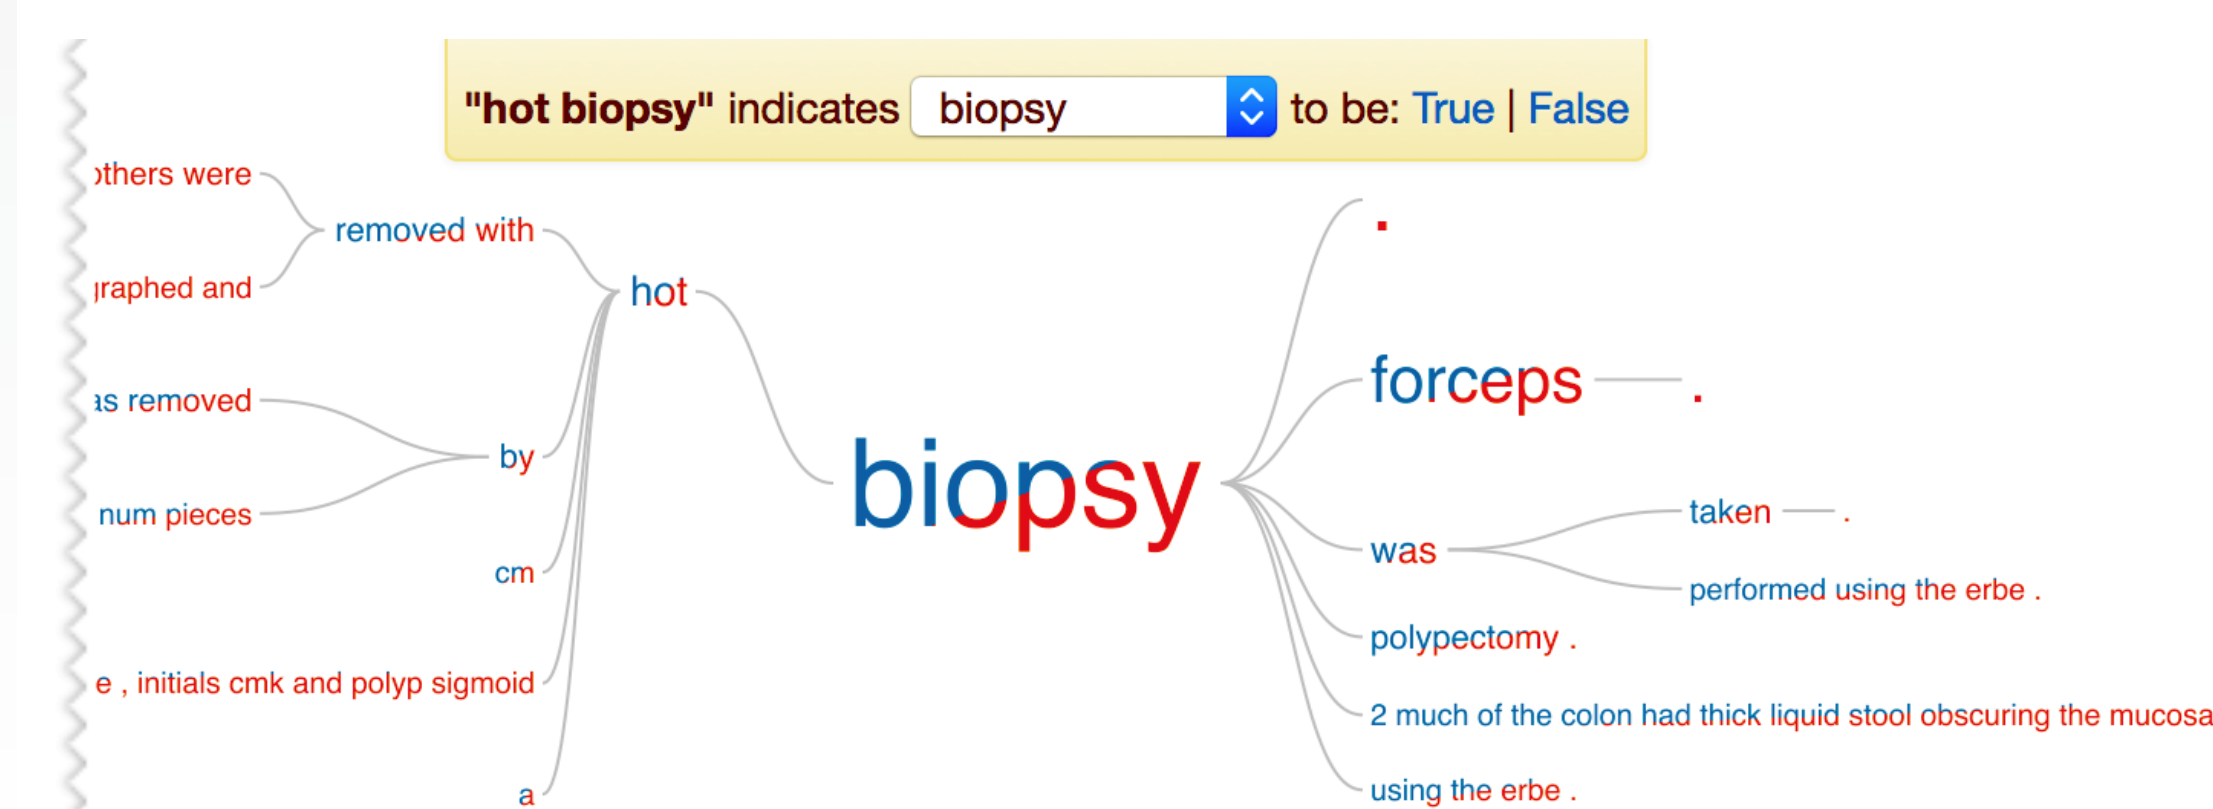 "hot biopsy" indicates biopsy to be: True | False
others were
removed with
graphed and
hot
as removed
by
num pieces
cm
e , initials cmk and polyp sigmoid
a
biopsy
.
forceps .
was
taken .
performed using the erbe .
polypectomy .
2 much of the colon had thick liquid stool obscuring the mucosa
using the erbe .